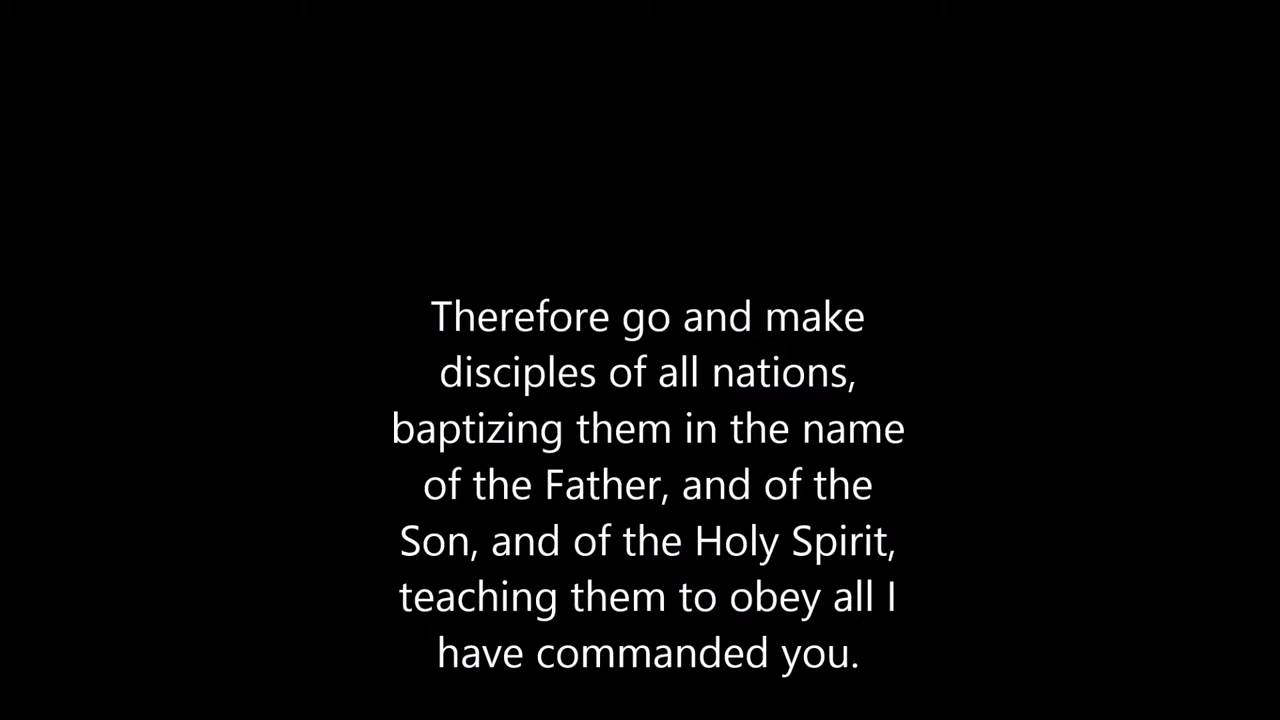 Therefore go and make
disciples of all nations,
baptizing them in the name
of the Father, and of the
Son, and of the Holy Spirit,
teaching them to obey all I
have commanded you.